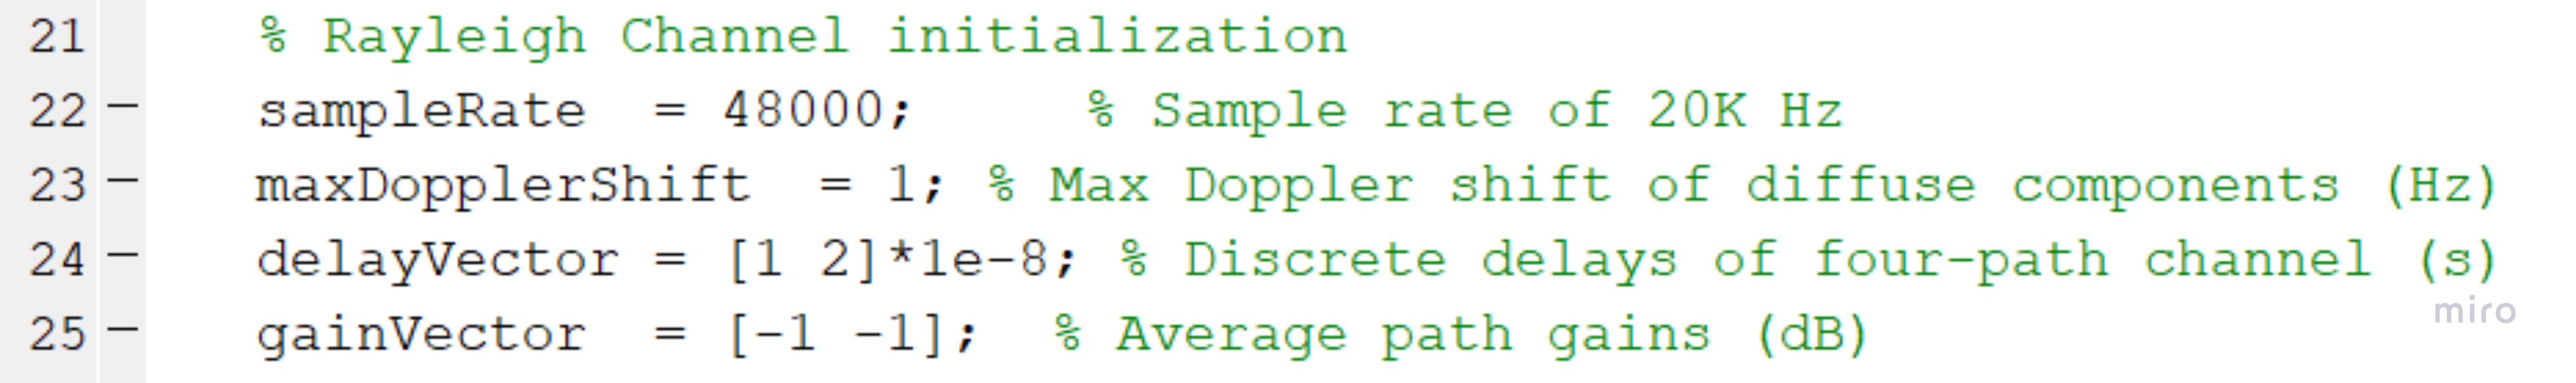 21 % Rayleigh Channel initialization
22 – sampleRate = 48000; % Sample rate of 20K Hz
23 – maxDopplerShift = 1; % Max Doppler shift of diffuse components (Hz)
24 – delayVector = [1 2]*1e-8; % Discrete delays of four-path channel (s)
25 – gainVector = [-1 -1]; % Average path gains (dB)
miro